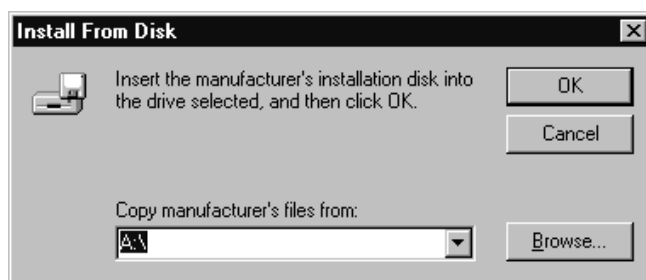 Install From Disk
Insert the manufacturer's installation disk into
the drive selected, and then click OK.
OK
Cancel
Copy manufacturer's files from:
A:\
Browse...